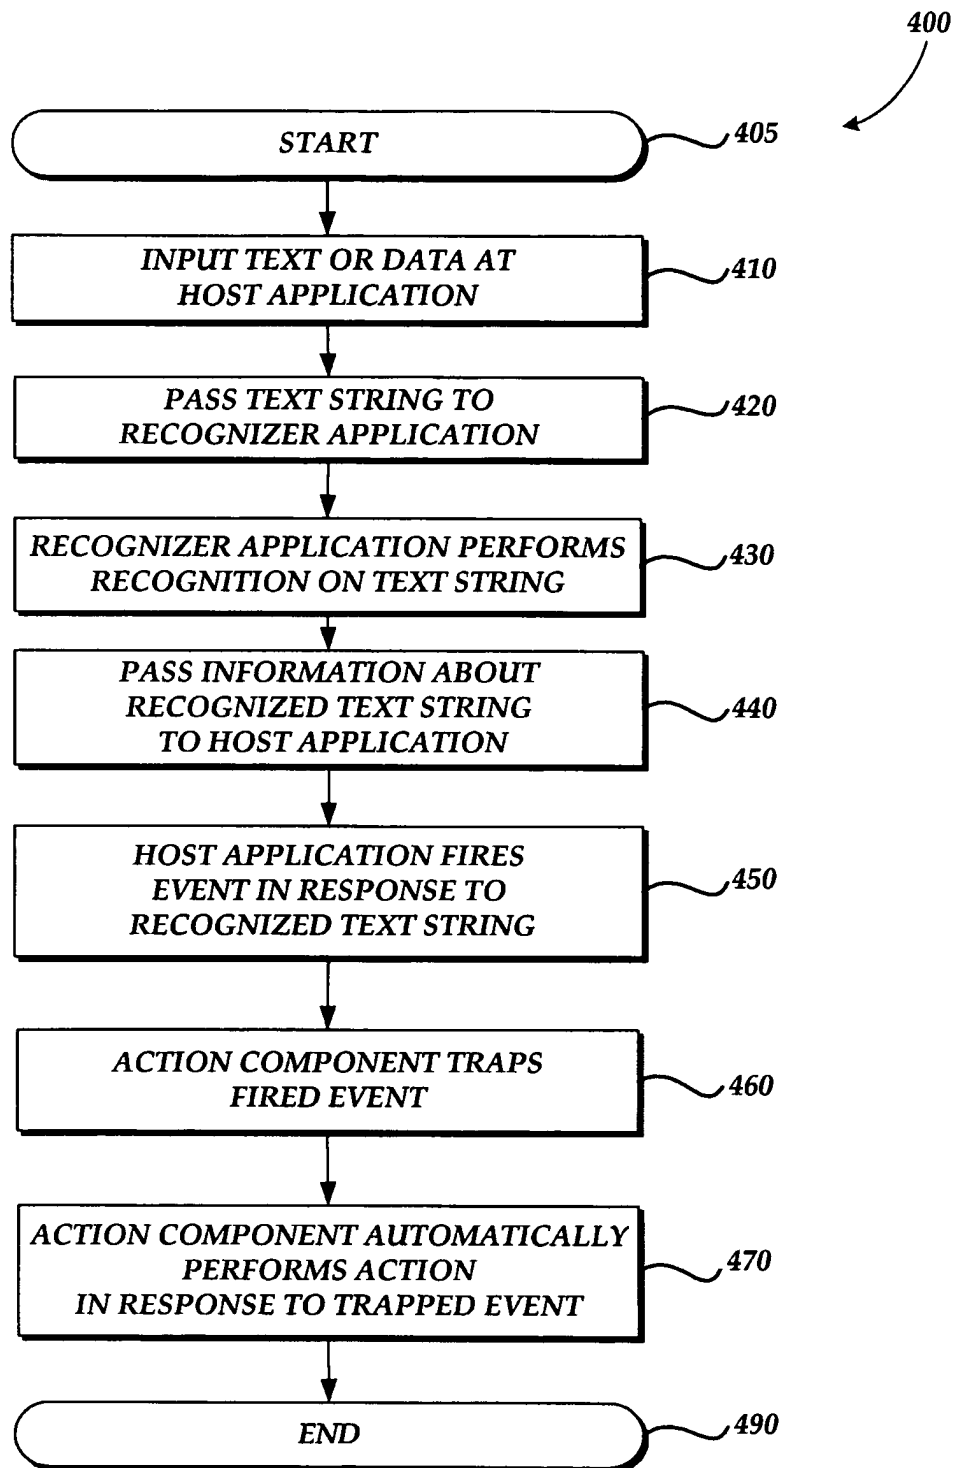 400
START
405
INPUT TEXT OR DATA AT
HOST APPLICATION
410
PASS TEXT STRING TO
RECOGNIZER APPLICATION
420
RECOGNIZER APPLICATION PERFORMS
RECOGNITION ON TEXT STRING
430
PASS INFORMATION ABOUT
RECOGNIZED TEXT STRING
TO HOST APPLICATION
440
HOST APPLICATION FIRES
EVENT IN RESPONSE TO
RECOGNIZED TEXT STRING
450
ACTION COMPONENT TRAPS
FIRED EVENT
460
ACTION COMPONENT AUTOMATICALLY
PERFORMS ACTION
IN RESPONSE TO TRAPPED EVENT
470
END
490